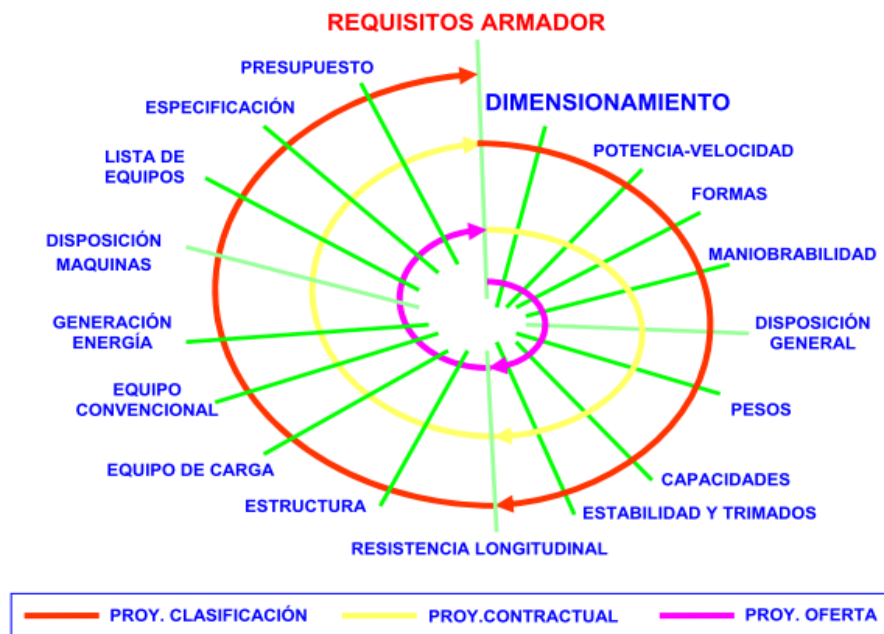 REQUISITOS ARMADOR
PRESUPUESTO
ESPECIFICACIÓN
LISTA DE
EQUIPOS
DISPOSICIÓN
MAQUINAS
GENERACIÓN
ENERGÍA
EQUIPO
CONVENCIONAL
EQUIPO DE CARGA
ESTRUCTURA
RESISTENCIA LONGITUDINAL
DIMENSIONAMIENTO
POTENCIA-VELOCIDAD
FORMAS
MANIOBRABILIDAD
DISPOSICIÓN
GENERAL
PESOS
CAPACIDADES
ESTABILIDAD Y TRIMADOS
PROY. CLASIFICACIÓN
PROY.CONTRACTUAL
PROY. OFERTA